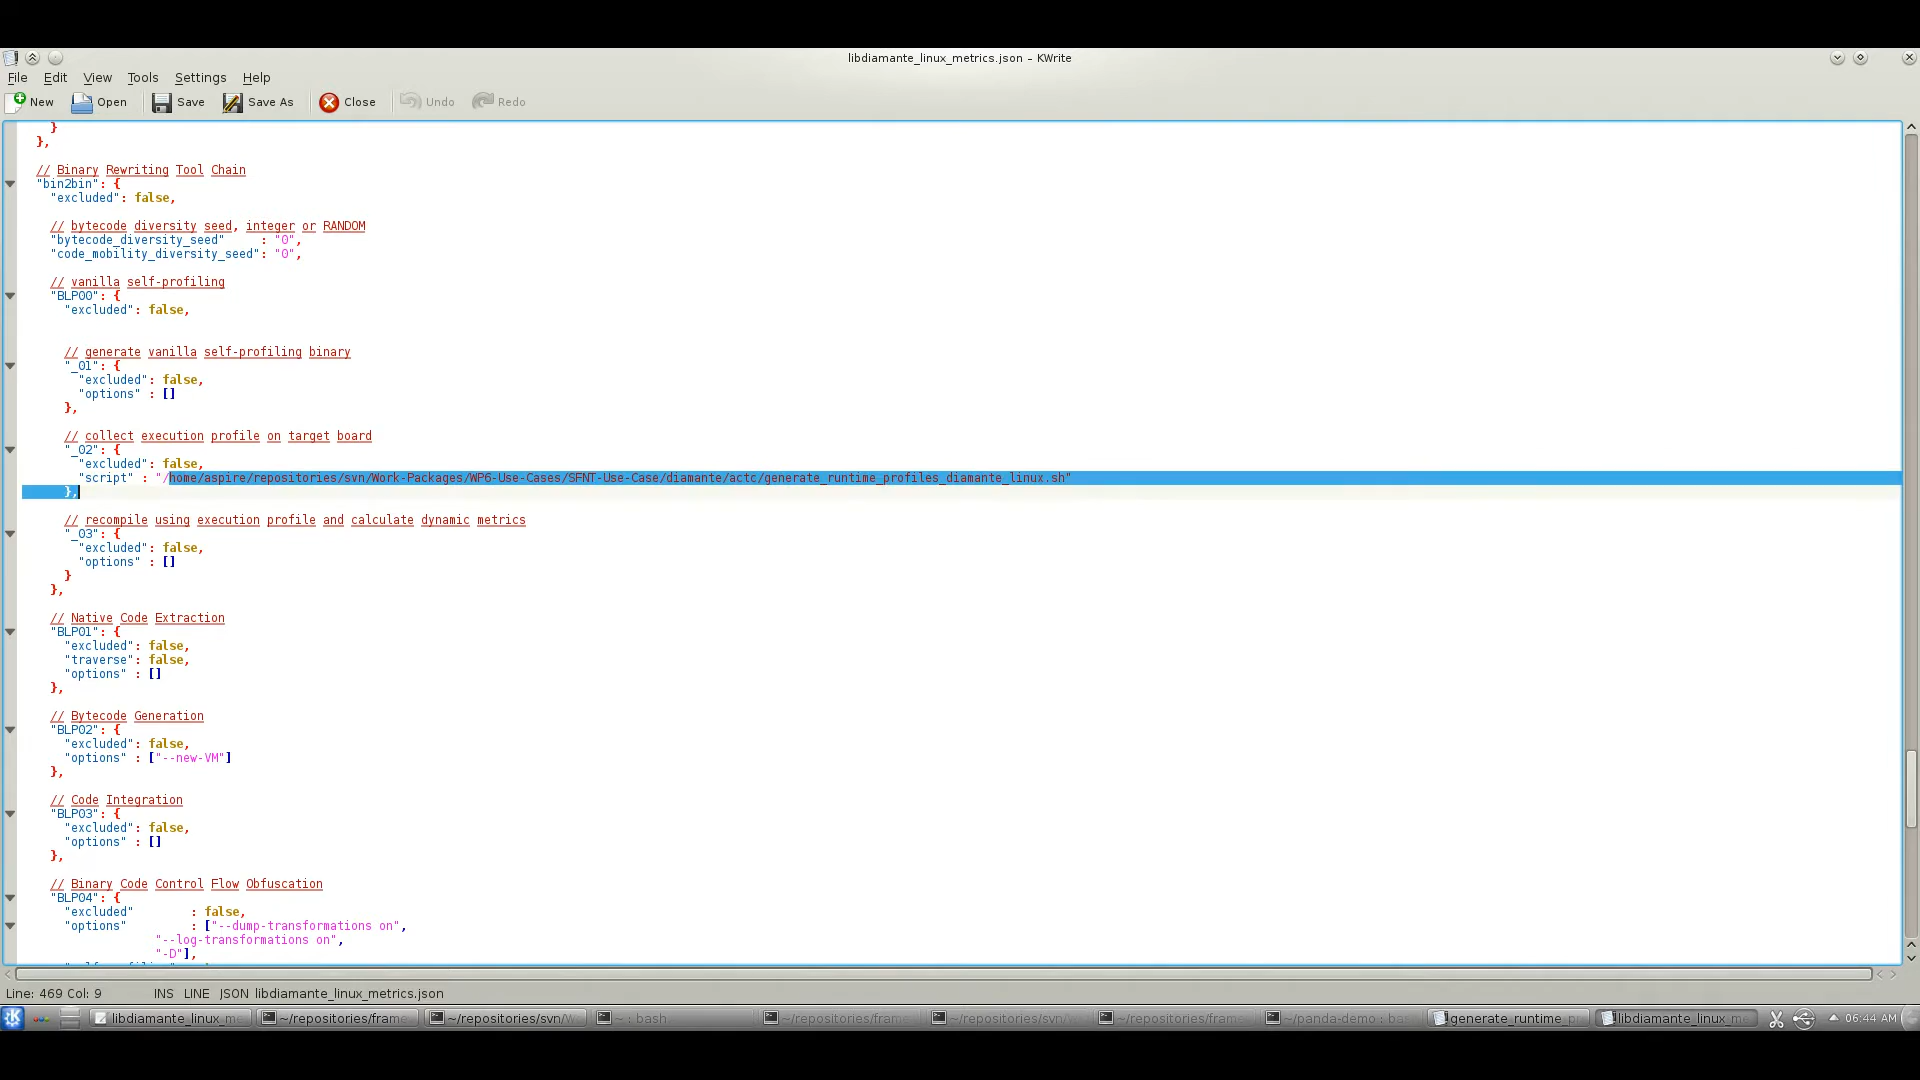 libdiamante_linux_metrics.json – KWrite
File Edit View Tools Settings Help
New Open Save Save As Close Undo Redo
}
},
// Binary Rewriting Tool Chain
"bin2bin": {
"excluded": false,
// bytecode diversity seed, integer or RANDOM
"bytecode_diversity_seed" : "0",
"code_mobility_diversity_seed": "0",
// vanilla self-profiling
"BLP00": {
"excluded": false,
// generate vanilla self-profiling binary
"_01": {
"excluded": false,
"options" : []
},
// collect execution profile on target board
"_02": {
"excluded": false,
"script" : "/home/aspire/repositories/svn/Work-Packages/WP6-Use-Cases/SFNT-Use-Case/diamante/actc/generate_runtime_profiles_diamante_linux.sh"
},
// recompile using execution profile and calculate dynamic metrics
"_03": {
"excluded": false,
"options" : []
}
},
// Native Code Extraction
"BLP01": {
"excluded": false,
"traverse": false,
"options" : []
},
// Bytecode Generation
"BLP02": {
"excluded": false,
"options" : ["--new-VM"]
},
// Code Integration
"BLP03": {
"excluded": false,
"options" : []
},
// Binary Code Control Flow Obfuscation
"BLP04": {
"excluded" : false,
"options" : ["--dump-transformations on",
"--log-transformations on",
"-D"],
Line: 469 Col: 9 INS LINE JSON libdiamante_linux_metrics.json
libdiamante_linux_me ~/repositories/frame ~/repositories/svn/W ~ : bash ~/repositories/frame ~/repositories/svn/W ~/repositories/frame ~/panda-demo : bas generate_runtime_p libdiamante_linux_me 06:44 AM